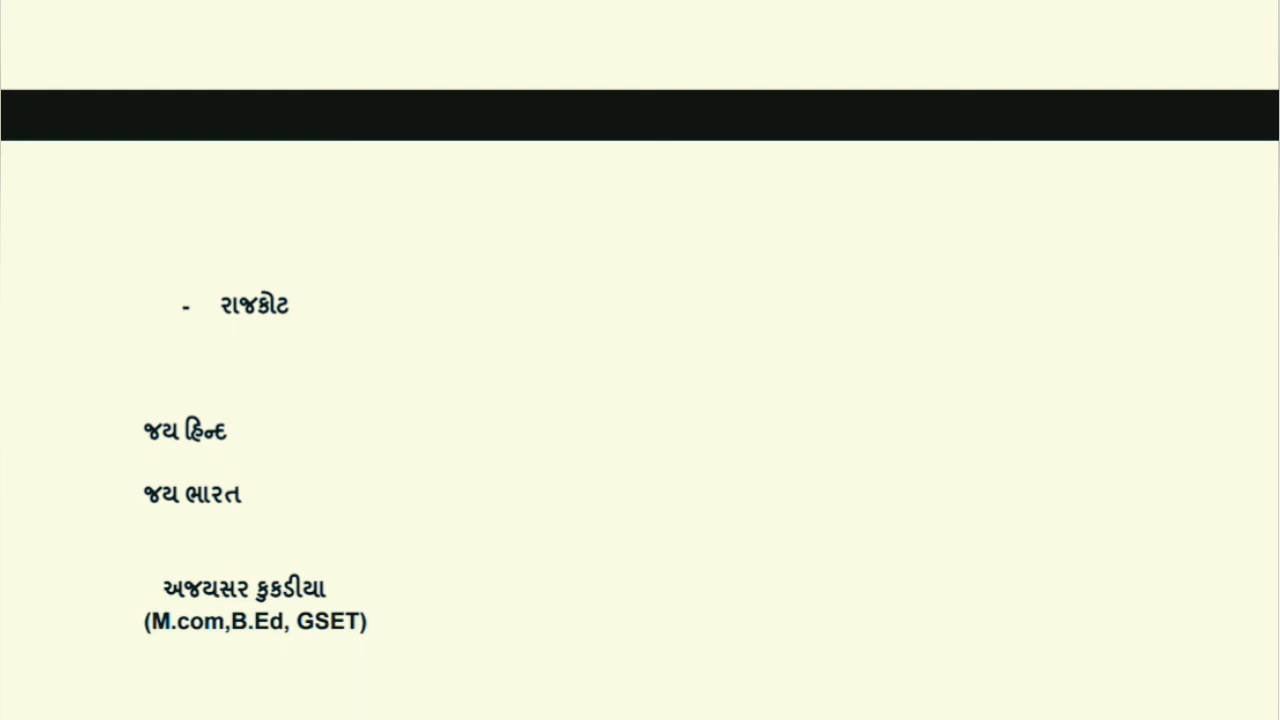 - રાજકોટ
જય હિન્દ
જય ભારત
અજયસર કુકડીયા
(M.com,B.Ed, GSET)